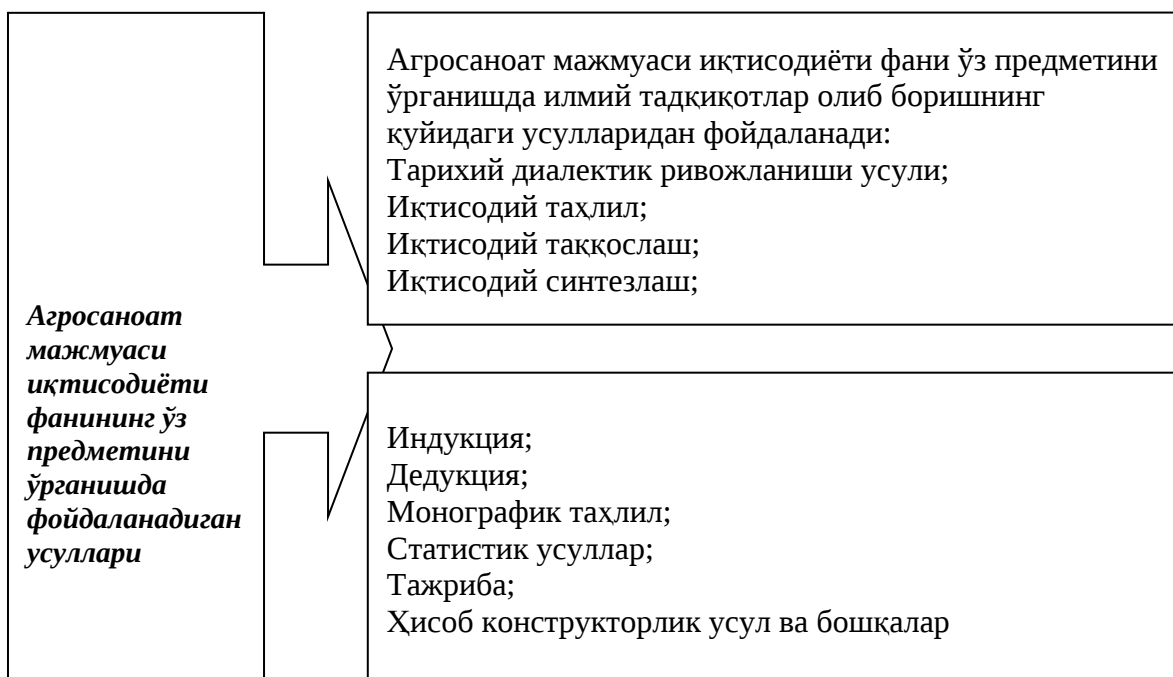 Агросаноат
мажмуаси
иқтисодиёти
фанининг ўз
предметини
ўрганишда
фойдаланадиган
усуллари
Агросаноат мажмуаси иқтисодиёти фани ўз предметини
ўрганишда илмий тадқиқотлар олиб боришнинг
қуйидаги усулларидан фойдаланади:
Тарихий диалектик ривожланиши усули;
Иқтисодий таҳлил;
Иқтисодий таққослаш;
Иқтисодий синтезлаш;
Индукция;
Дедукция;
Монографик таҳлил;
Статистик усуллар;
Тажриба;
Ҳисоб конструкторлик усул ва бошқалар